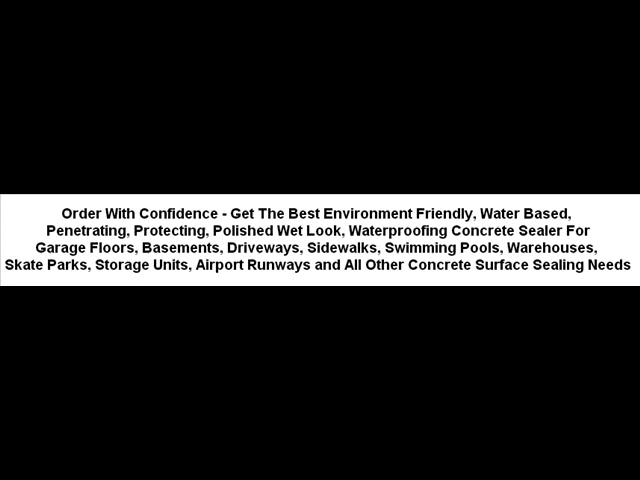 Order With Confidence - Get The Best Environment Friendly, Water Based,
Penetrating, Protecting, Polished Wet Look, Waterproofing Concrete Sealer For
Garage Floors, Basements, Driveways, Sidewalks, Swimming Pools, Warehouses,
Skate Parks, Storage Units, Airport Runways and All Other Concrete Surface Sealing Needs